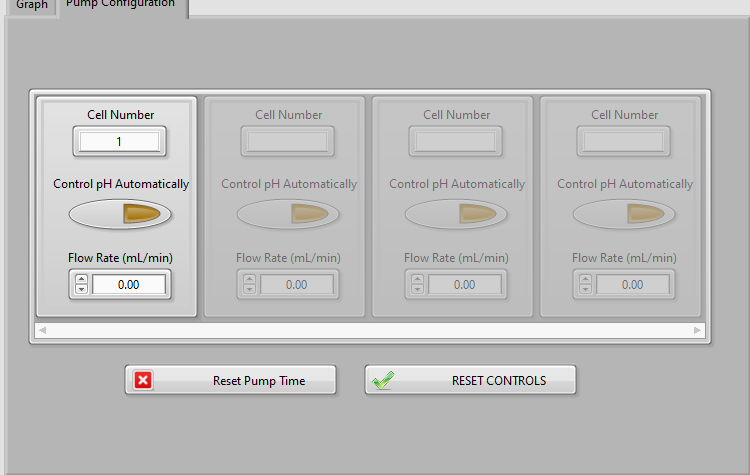 Graph Pump Configuration
Cell Number Cell Number Cell Number Cell Number
1
Control pH Automatically Control pH Automatically Control pH Automatically Control pH Automatically
Flow Rate (mL/min) Flow Rate (mL/min) Flow Rate (mL/min) Flow Rate (mL/min)
0.00 0.00 0.00 0.00
Reset Pump Time RESET CONTROLS